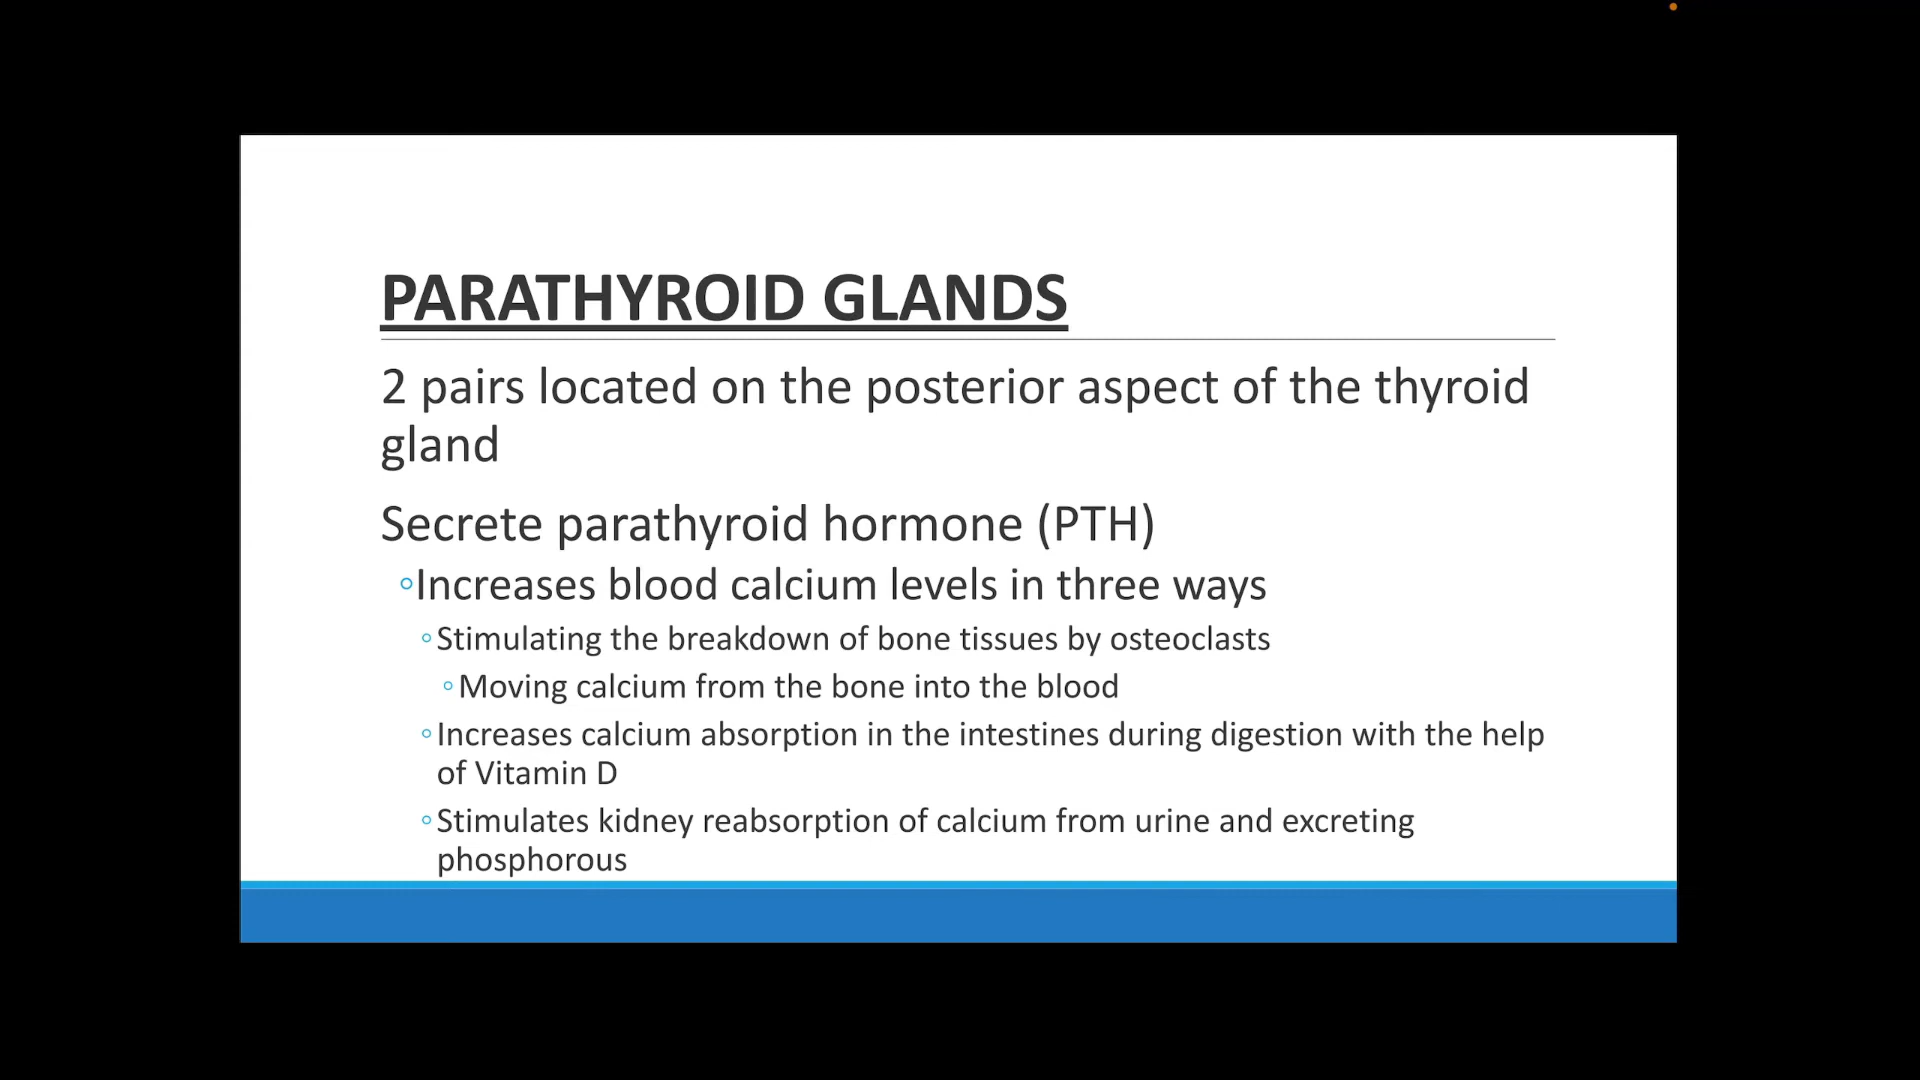 PARATHYROID GLANDS
2 pairs located on the posterior aspect of the thyroid
gland
Secrete parathyroid hormone (PTH)
◦Increases blood calcium levels in three ways
◦Stimulating the breakdown of bone tissues by osteoclasts
◦Moving calcium from the bone into the blood
◦Increases calcium absorption in the intestines during digestion with the help
of Vitamin D
◦Stimulates kidney reabsorption of calcium from urine and excreting
phosphorous